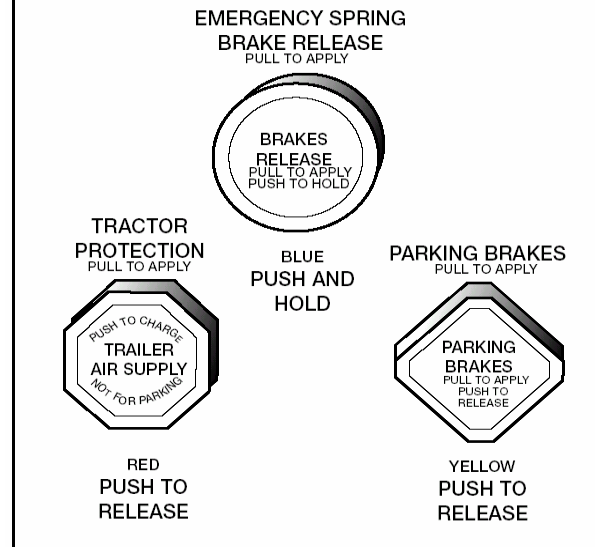 EMERGENCY SPRING
BRAKE RELEASE
PULL TO APPLY
BRAKES
RELEASE
PULL TO APPLY
PUSH TO HOLD
BLUE
PUSH AND
HOLD
TRACTOR
PROTECTION
PULL TO APPLY
PUSH TO CHARGE
TRAILER
AIR SUPPLY
NOT FOR PARKING
RED
PUSH TO
RELEASE
PARKING BRAKES
PULL TO APPLY
PARKING
BRAKES
PULL TO APPLY
PUSH TO
RELEASE
YELLOW
PUSH TO
RELEASE